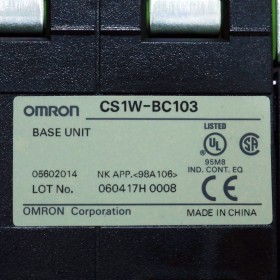 OMRON CS1W-BC103
BASE UNIT
LISTED
UL
95M8
IND. CONT. EQ
05602014 NK APP.<98A106>
LOT No. 060417H 0008
CE
OMRON Corporation MADE IN CHINA